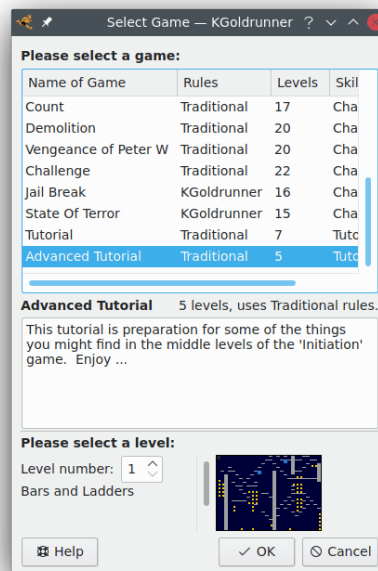 Select Game — KGoldrunner
Please select a game:
Name of Game Rules Levels Skil
Count Traditional 17 Cha
Demolition Traditional 20 Cha
Vengeance of Peter W Traditional 20 Cha
Challenge Traditional 22 Cha
Jail Break KGoldrunner 16 Cha
State Of Terror KGoldrunner 15 Cha
Tutorial Traditional 7 Tuto
Advanced Tutorial Traditional 5 Tuto
Advanced Tutorial 5 levels, uses Traditional rules.
This tutorial is preparation for some of the things
you might find in the middle levels of the 'Initiation'
game. Enjoy ...
Please select a level:
Level number: 1
Bars and Ladders
Help OK Cancel